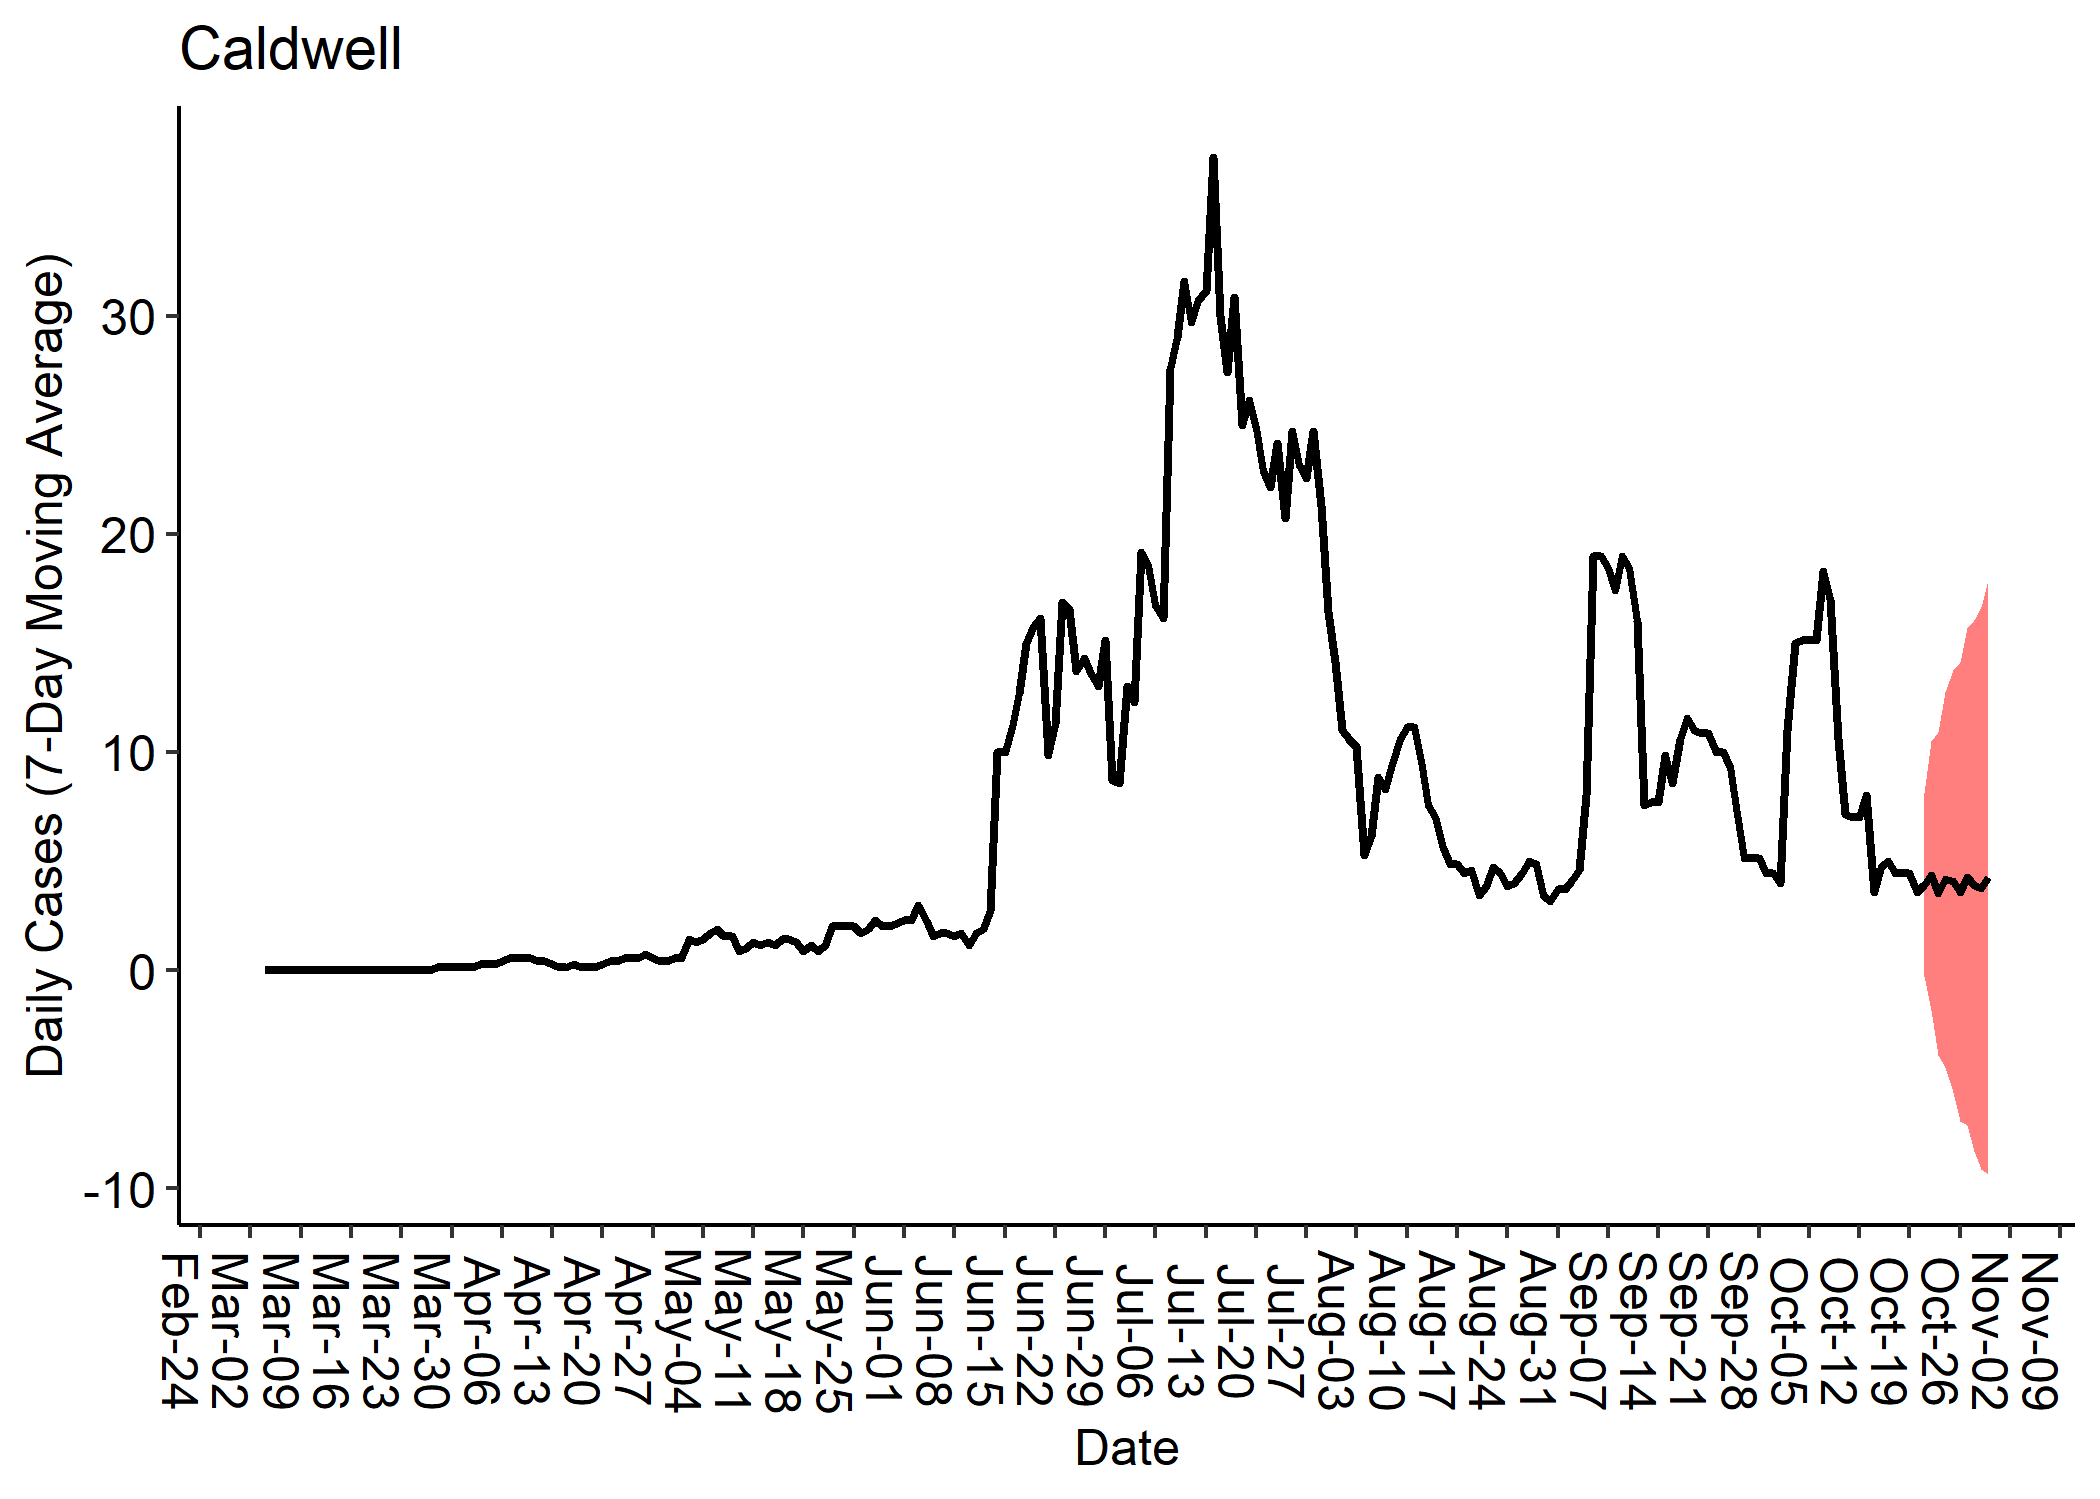 Caldwell
Daily Cases (7-Day Moving Average)
30
20
10
0
-10
Feb-24
Mar-02
Mar-09
Mar-16
Mar-23
Mar-30
Apr-06
Apr-13
Apr-20
Apr-27
May-04
May-11
May-18
May-25
Jun-01
Jun-08
Jun-15
Jun-22
Jun-29
Jul-06
Jul-13
Jul-20
Jul-27
Aug-03
Aug-10
Aug-17
Aug-24
Aug-31
Sep-07
Sep-14
Sep-21
Sep-28
Oct-05
Oct-12
Oct-19
Oct-26
Nov-02
Nov-09
Date